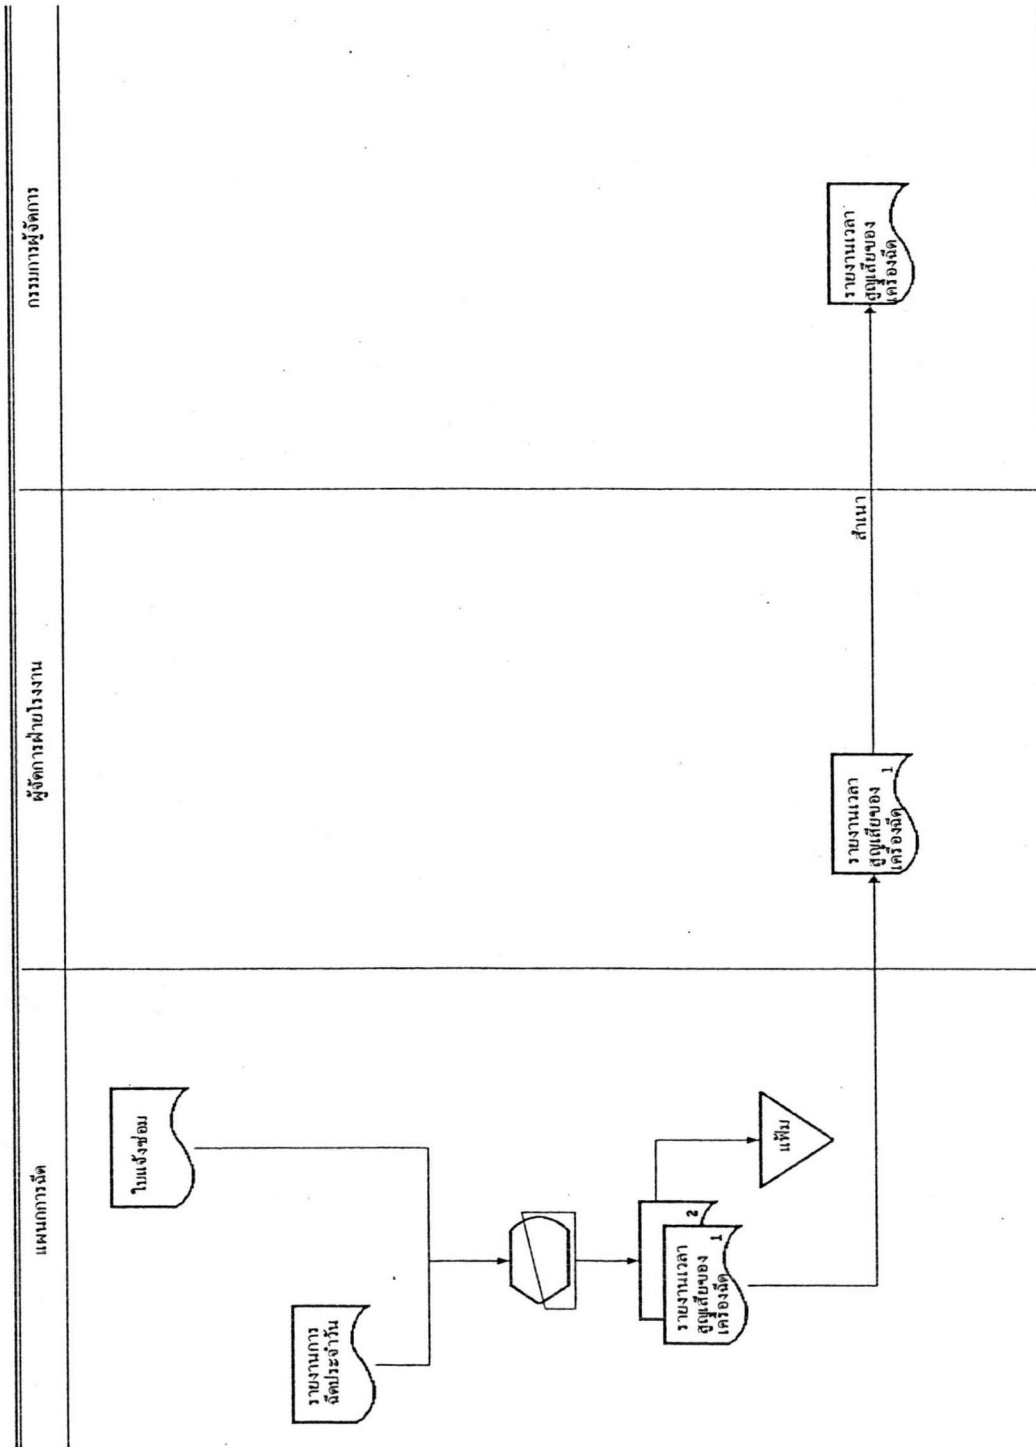 แผนกการฉีด
ผู้จัดการฝ่ายโรงงาน
กรรมการผู้จัดการ
ใบแจ้งซ่อม
รายงานการ
ฉีดประจำวัน
2
รายงานเวลา
สูญเสียของ
เครื่องฉีด
1
แฟ้ม
รายงานเวลา
สูญเสียของ
เครื่องฉีด
1
สำเนา
รายงานเวลา
สูญเสียของ
เครื่องฉีด